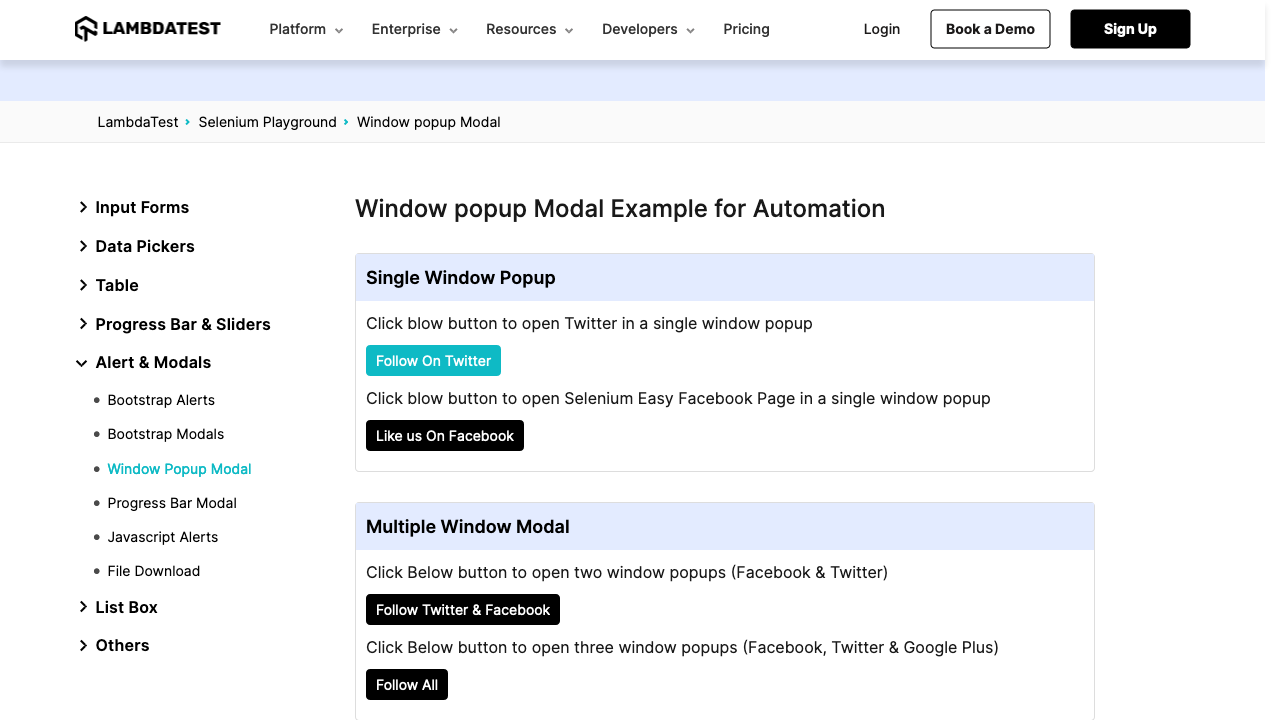 LAMBDATEST Platform Enterprise Resources Developers Pricing Login Book a Demo Sign Up
LambdaTest Selenium Playground Window popup Modal
Input Forms
Data Pickers
Table
Progress Bar & Sliders
Alert & Modals
Bootstrap Alerts
Bootstrap Modals
Window Popup Modal
Progress Bar Modal
Javascript Alerts
File Download
List Box
Others
Window popup Modal Example for Automation
Single Window Popup
Click blow button to open Twitter in a single window popup
Follow On Twitter
Click blow button to open Selenium Easy Facebook Page in a single window popup
Like us On Facebook
Multiple Window Modal
Click Below button to open two window popups (Facebook & Twitter)
Follow Twitter & Facebook
Click Below button to open three window popups (Facebook, Twitter & Google Plus)
Follow All